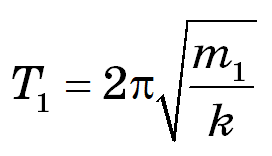 T₁ = 2π√(m₁/k)